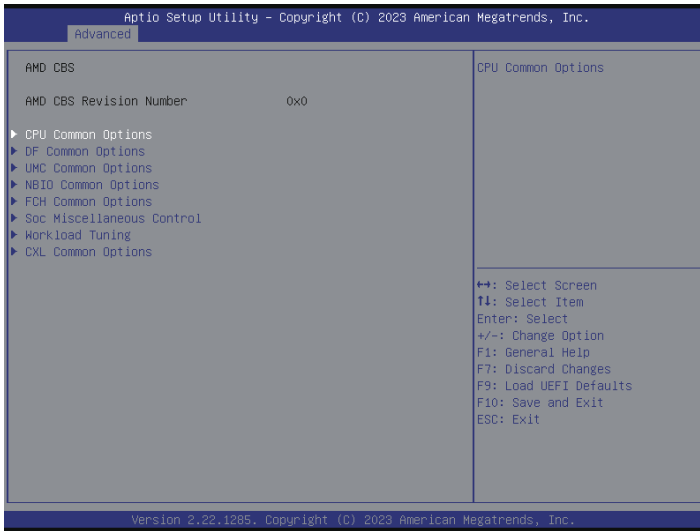 Aptio Setup Utility – Copyright (C) 2023 American Megatrends, Inc.
Advanced
AMD CBS
AMD CBS Revision Number 0x0
CPU Common Options
DF Common Options
UMC Common Options
NBIO Common Options
FCH Common Options
Soc Miscellaneous Control
Workload Tuning
CXL Common Options
CPU Common Options
↔: Select Screen
↑↓: Select Item
Enter: Select
+/-: Change Option
F1: General Help
F7: Discard Changes
F9: Load UEFI Defaults
F10: Save and Exit
ESC: Exit
Version 2.22.1285. Copyright (C) 2023 American Megatrends, Inc.